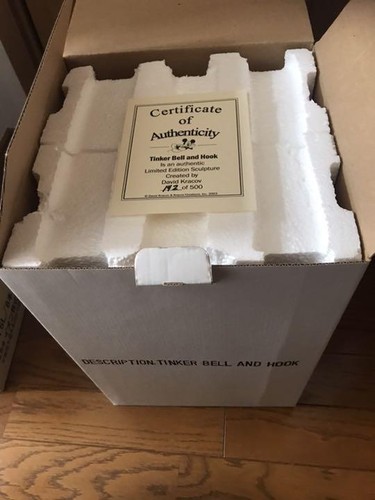 Certificate
of
Authenticity
Tinker Bell and Hook
Is an authentic
Limited Edition Sculpture
Created by
David Kracov
192 of 500
DESCRIPTION:TINKER BELL AND HOOK